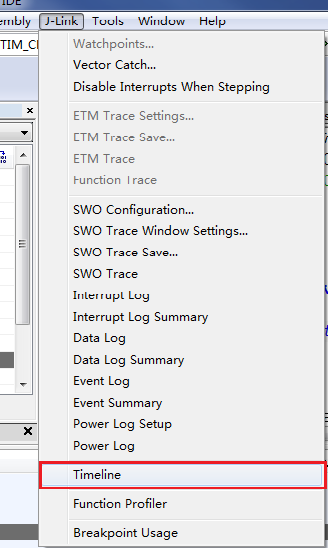 IDE
embly J-Link Tools Window Help
TIM_C
Watchpoints...
Vector Catch...
Disable Interrupts When Stepping
ETM Trace Settings...
ETM Trace Save...
ETM Trace
Function Trace
SWO Configuration...
SWO Trace Window Settings...
SWO Trace Save...
SWO Trace
Interrupt Log
Interrupt Log Summary
Data Log
Data Log Summary
Event Log
Event Summary
Power Log Setup
Power Log
Timeline
Function Profiler
Breakpoint Usage